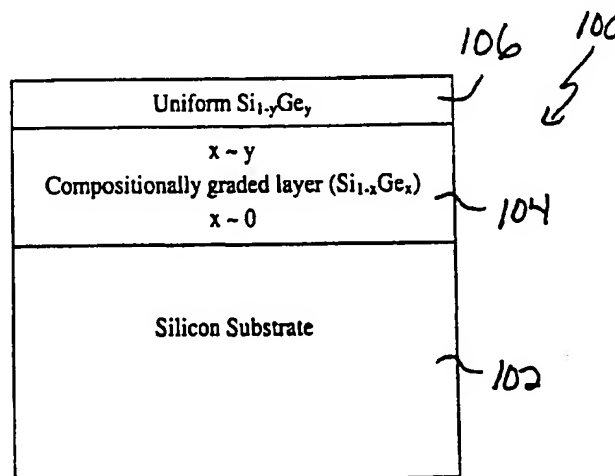 100
106
Uniform Si₁₋yGey
x ~ y
Compositionally graded layer (Si₁₋ₓGeₓ)
104
x ~ 0
Silicon Substrate
102